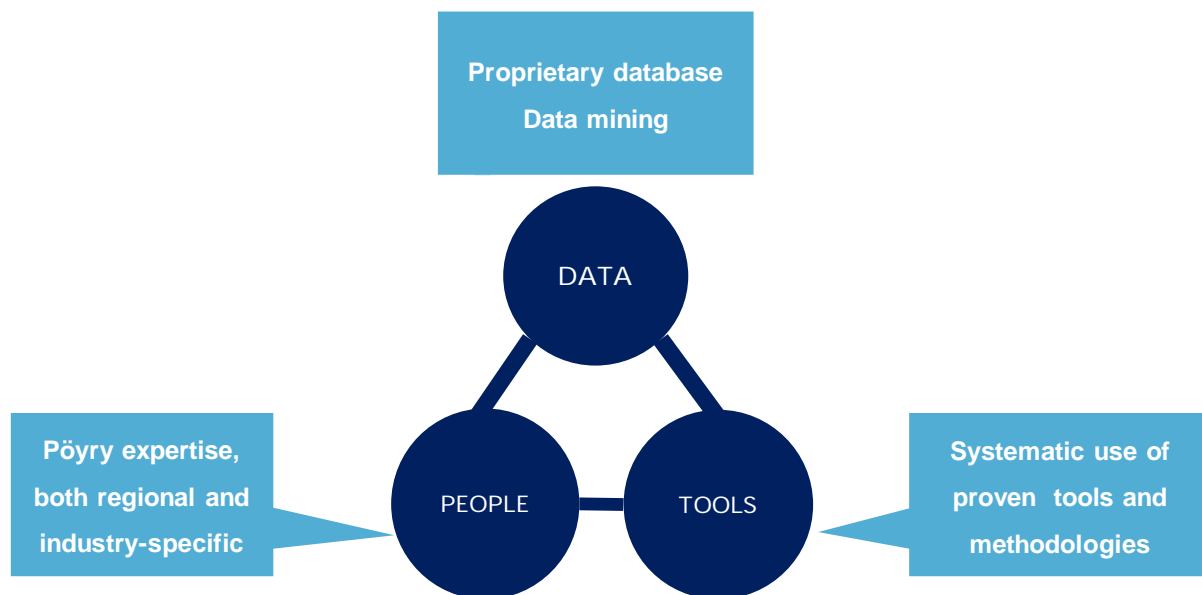 Proprietary database
Data mining
DATA
Pöyry expertise,
both regional and
industry-specific
PEOPLE
TOOLS
Systematic use of
proven tools and
methodologies